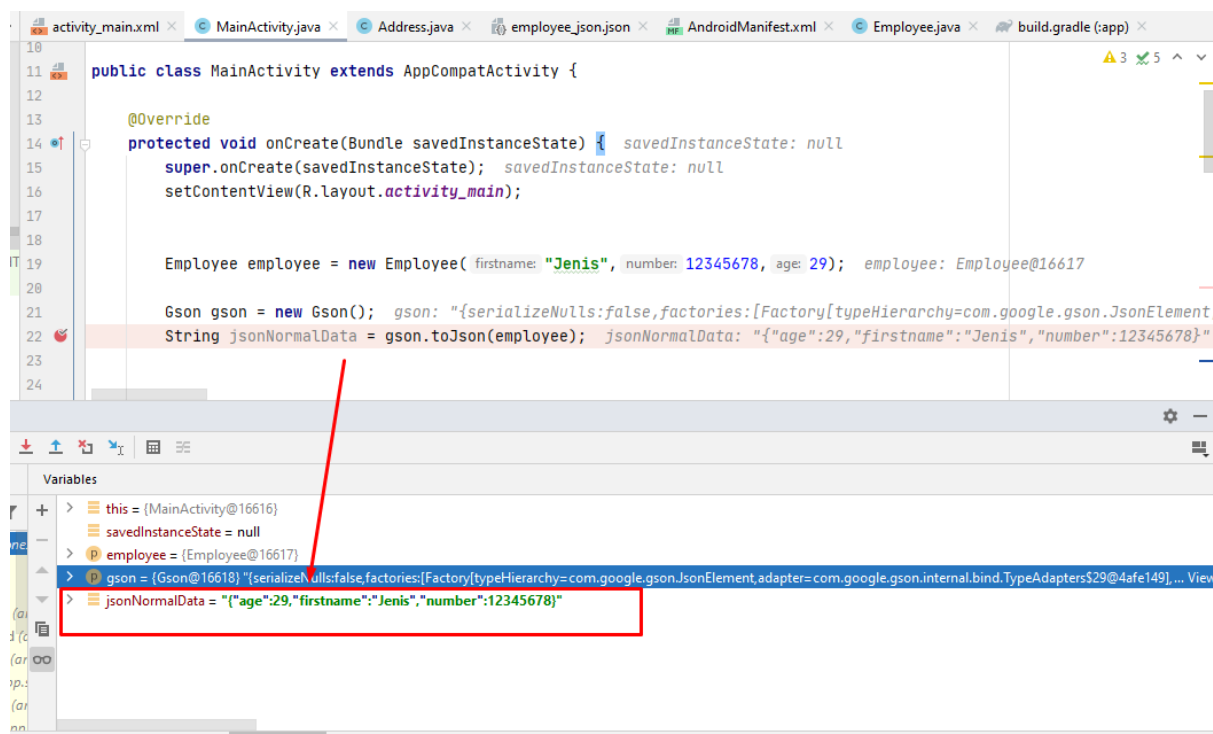 activity_main.xml MainActivity.java Address.java employee_json.json AndroidManifest.xml Employee.java build.gradle (:app)
10
3 5
11 public class MainActivity extends AppCompatActivity {
12
13 @Override
14 protected void onCreate(Bundle savedInstanceState) { savedInstanceState: null
15 super.onCreate(savedInstanceState); savedInstanceState: null
16 setContentView(R.layout.activity_main);
17
18
19 Employee employee = new Employee( firstname: "Jenis", number: 12345678, age: 29); employee: Employee@16617
20
21 Gson gson = new Gson(); gson: "{serializeNulls:false,factories:[Factory[typeHierarchy=com.google.gson.JsonElement,
22 String jsonNormalData = gson.toJson(employee); jsonNormalData: "{"age":29,"firstname":"Jenis","number":12345678}"
23
24
Variables
this = {MainActivity@16616}
savedInstanceState = null
employee = {Employee@16617}
gson = {Gson@16618} "{serializeNulls:false,factories:[Factory[typeHierarchy=com.google.gson.JsonElement,adapter=com.google.gson.internal.bind.TypeAdapters$29@4afe149],... View
jsonNormalData = "{"age":29,"firstname":"Jenis","number":12345678}"